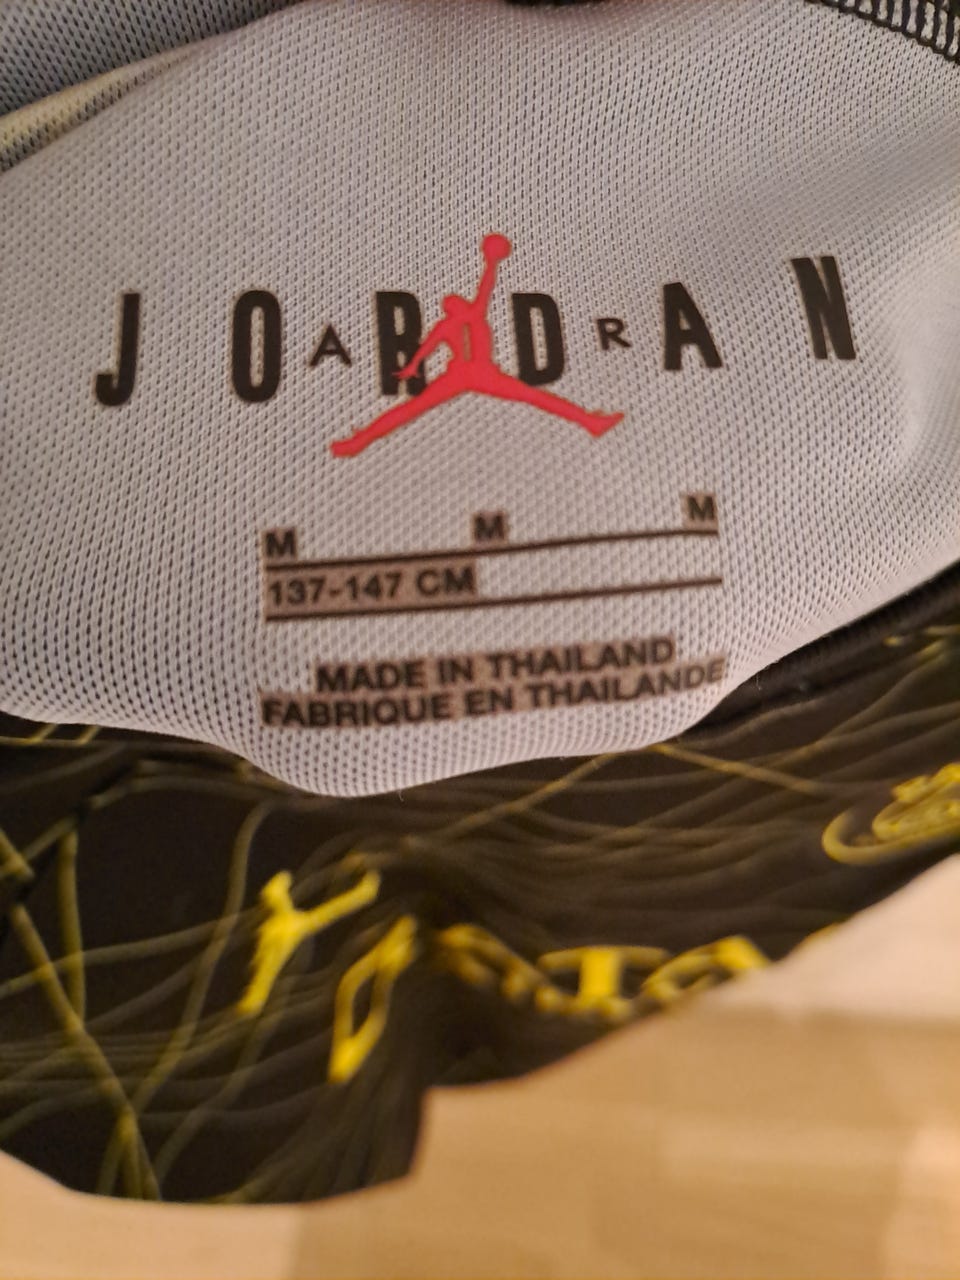 JORDAN
AIR
M M M
137-147 CM
MADE IN THAILAND
FABRIQUE EN THAILANDE